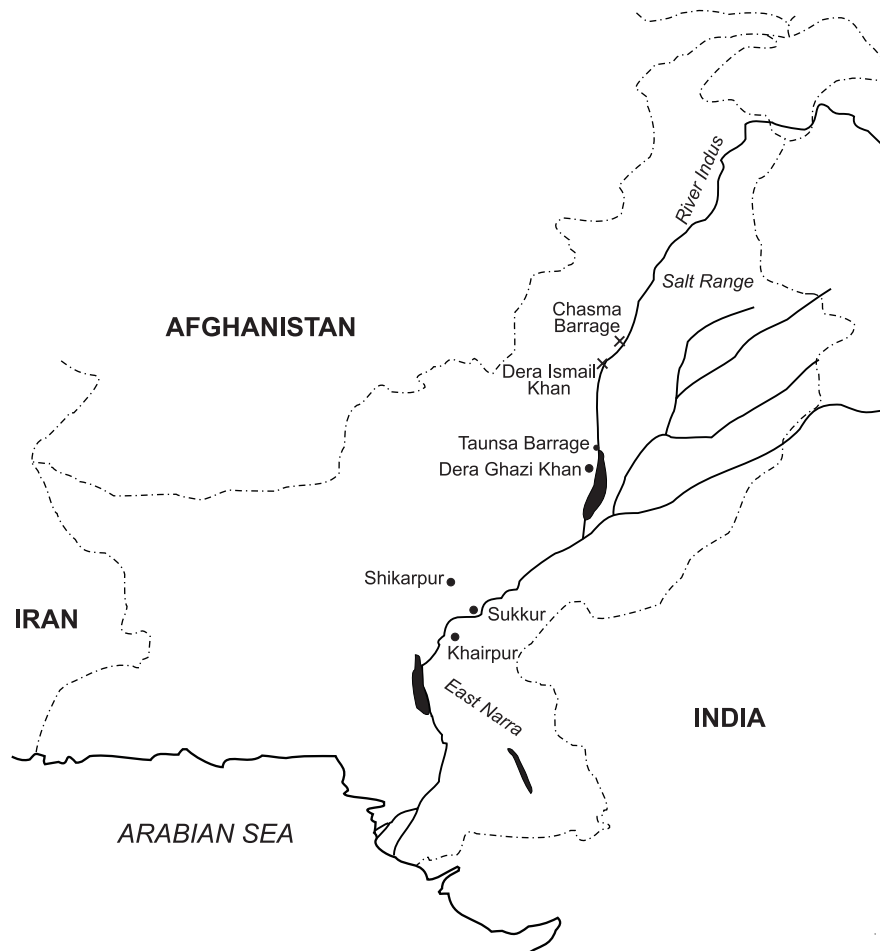 River Indus
Salt Range
Chasma
Barrage
AFGHANISTAN
Dera Ismail
Khan
Taunsa Barrage
Dera Ghazi Khan
Shikarpur
Sukkur
IRAN
Khairpur
East Narra
INDIA
ARABIAN SEA